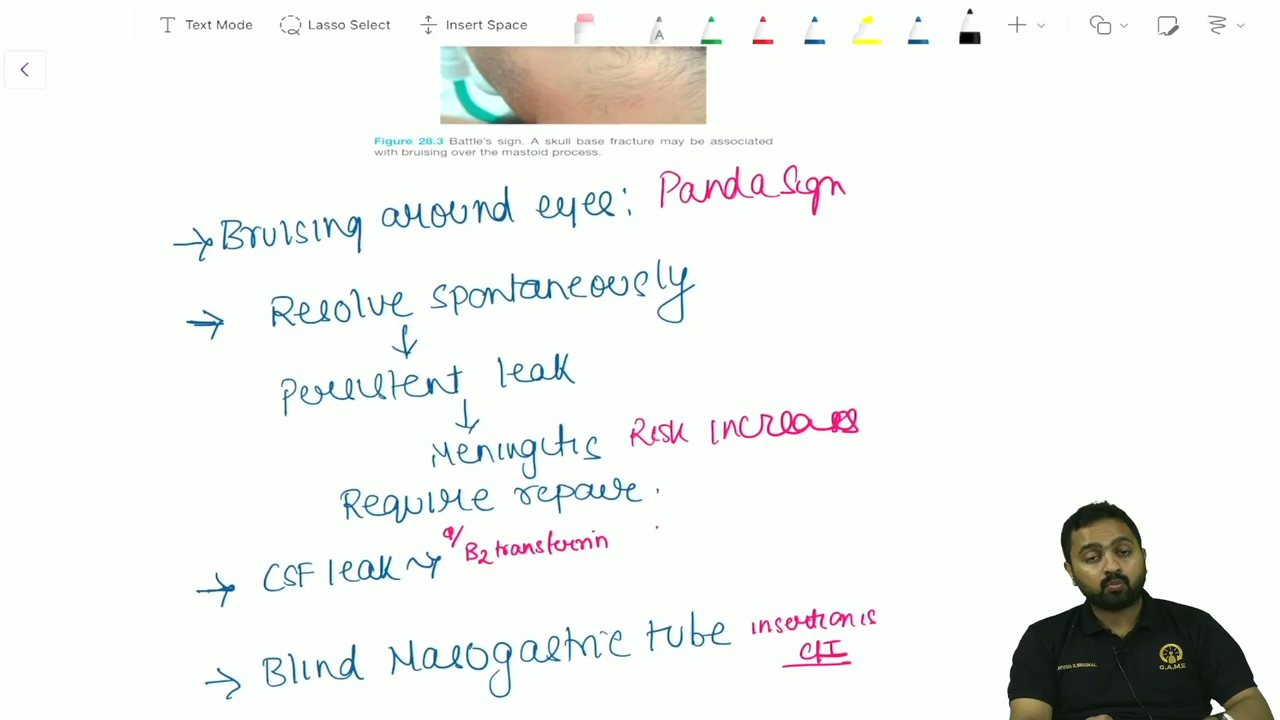 Text Mode
Lasso Select
Insert Space
Figure 28.3 Battle's sign. A skull base fracture may be associated
with bruising over the mastoid process.
→ Bruising around eyes: Panda Sign
→ Resolve spontaneously
↓
Persistent leak
↓
Meningitis Risk increases
Require repair.
→ CSF leak B2 transferrin
→ Blind Nasogastric tube insertion is
C/I
G.A.M.E